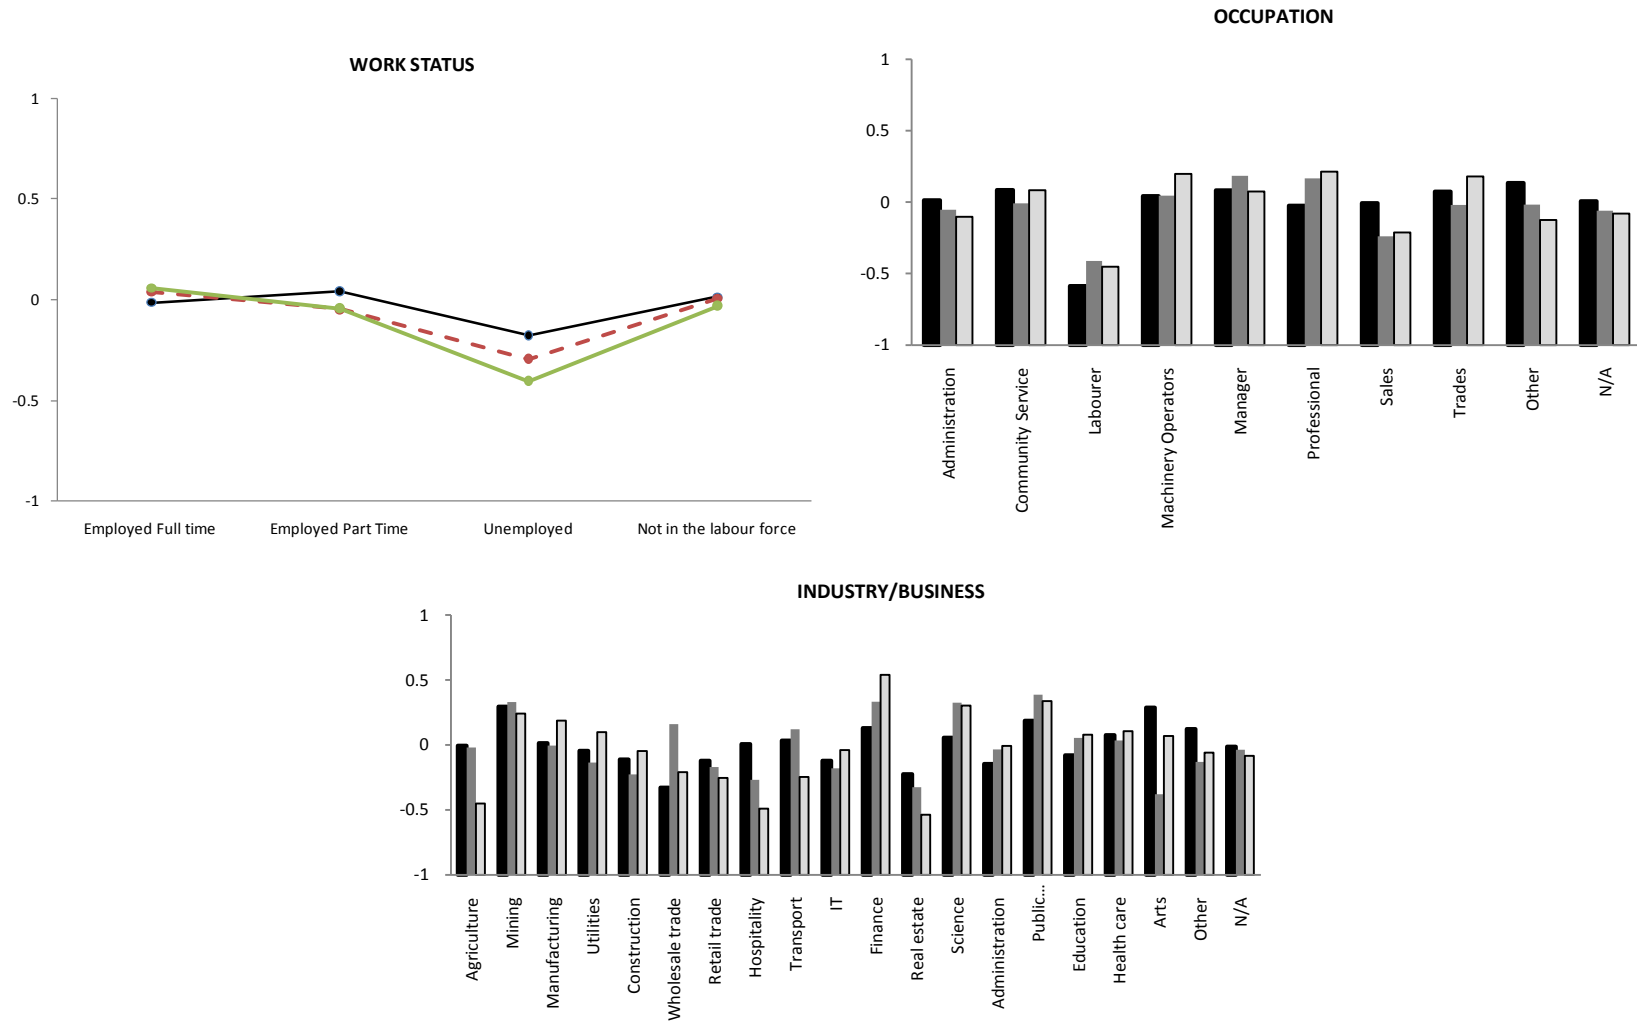 WORK STATUS
1
0.5
0
-0.5
-1
Employed Full time
Employed Part Time
Unemployed
Not in the labour force
OCCUPATION
1
0.5
0
-0.5
-1
Administration
Community Service
Labourer
Machinery Operators
Manager
Professional
Sales
Trades
Other
N/A
INDUSTRY/BUSINESS
1
0.5
0
-0.5
-1
Agriculture
Mining
Manufacturing
Utilities
Construction
Wholesale trade
Retail trade
Hospitality
Transport
IT
Finance
Real estate
Science
Administration
Public...
Education
Health care
Arts
Other
N/A